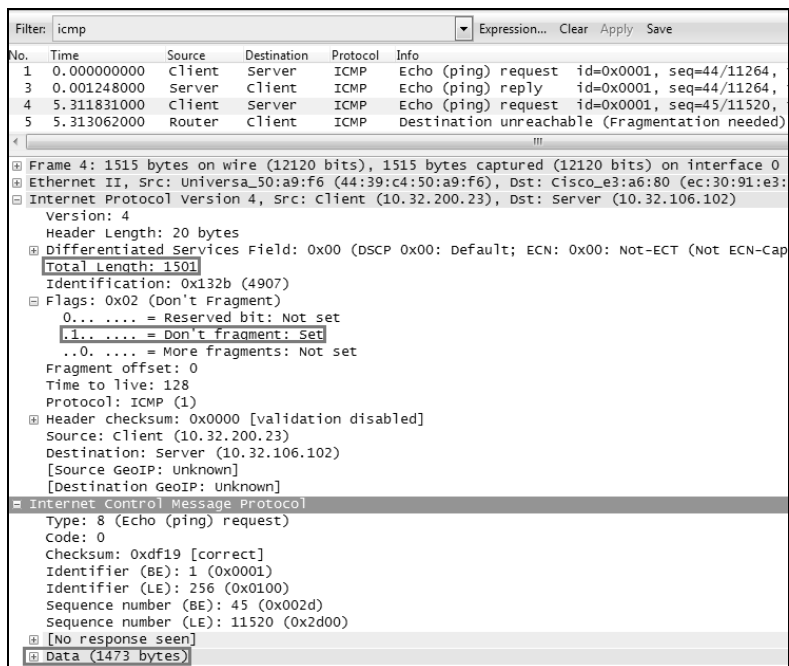 Filter: icmp Expression... Clear Apply Save
No. Time Source Destination Protocol Info
1 0.000000000 Client Server ICMP Echo (ping) request id=0x0001, seq=44/11264,
3 0.001248000 Server Client ICMP Echo (ping) reply id=0x0001, seq=44/11264,
4 5.311831000 Client Server ICMP Echo (ping) request id=0x0001, seq=45/11520,
5 5.313062000 Router Client ICMP Destination unreachable (Fragmentation needed)
Frame 4: 1515 bytes on wire (12120 bits), 1515 bytes captured (12120 bits) on interface 0
Ethernet II, Src: Universa_50:a9:f6 (44:39:c4:50:a9:f6), Dst: Cisco_e3:a6:80 (ec:30:91:e3:
Internet Protocol Version 4, Src: Client (10.32.200.23), Dst: Server (10.32.106.102)
Version: 4
Header Length: 20 bytes
Differentiated Services Field: 0x00 (DSCP 0x00: Default; ECN: 0x00: Not-ECT (Not ECN-Cap
Total Length: 1501
Identification: 0x132b (4907)
Flags: 0x02 (Don't Fragment)
0... .... = Reserved bit: Not set
.1.. .... = Don't fragment: Set
..0. .... = More fragments: Not set
Fragment offset: 0
Time to live: 128
Protocol: ICMP (1)
Header checksum: 0x0000 [validation disabled]
Source: Client (10.32.200.23)
Destination: Server (10.32.106.102)
[Source GeoIP: Unknown]
[Destination GeoIP: Unknown]
Internet Control Message Protocol
Type: 8 (Echo (ping) request)
Code: 0
Checksum: 0xdf19 [correct]
Identifier (BE): 1 (0x0001)
Identifier (LE): 256 (0x0100)
Sequence number (BE): 45 (0x002d)
Sequence number (LE): 11520 (0x2d00)
[No response seen]
Data (1473 bytes)